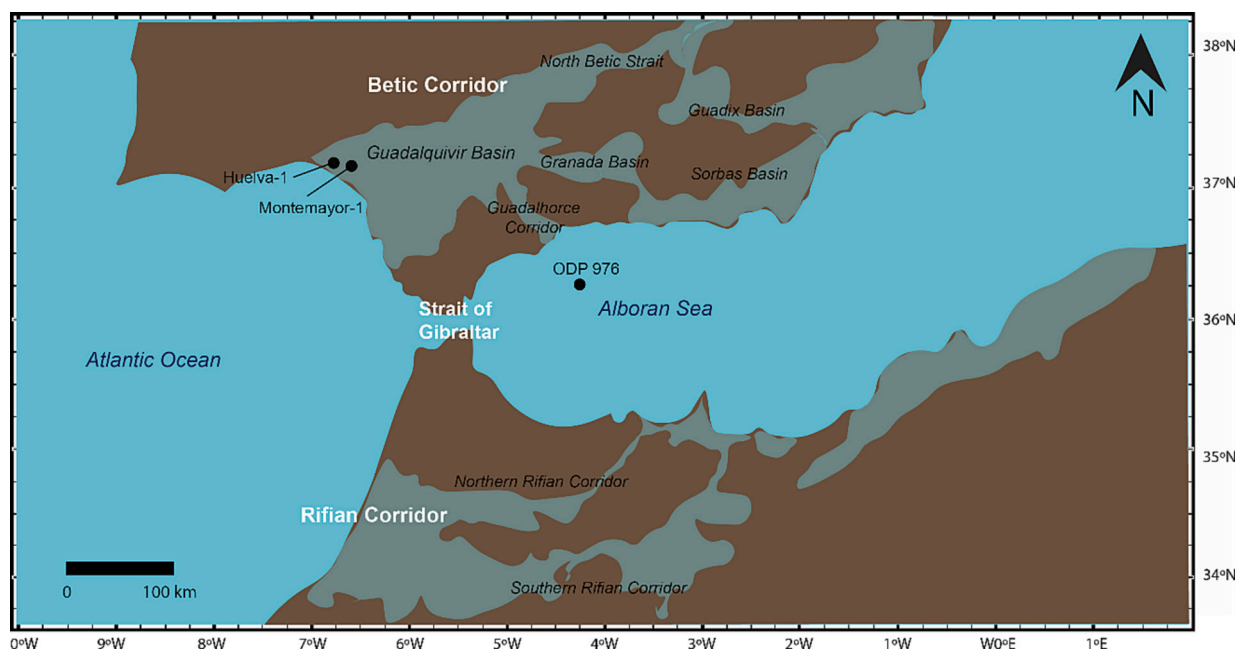 38ºN
North Betic Strait
Betic Corridor
N
Guadix Basin
Guadalquivir Basin
Granada Basin
Huelva-1
Sorbas Basin
37ºN
Montemayor-1
Guadalhorce
Corridor
ODP 976
Strait of
Gibraltar
Alboran Sea
36ºN
Atlantic Ocean
35ºN
Northern Rifian Corridor
Rifian Corridor
34ºN
Southern Rifian Corridor
0
100 km
0ºW
9ºW
8ºW
7ºW
6ºW
5ºW
4ºW
3ºW
2ºW
1ºW
W0ºE
1ºE